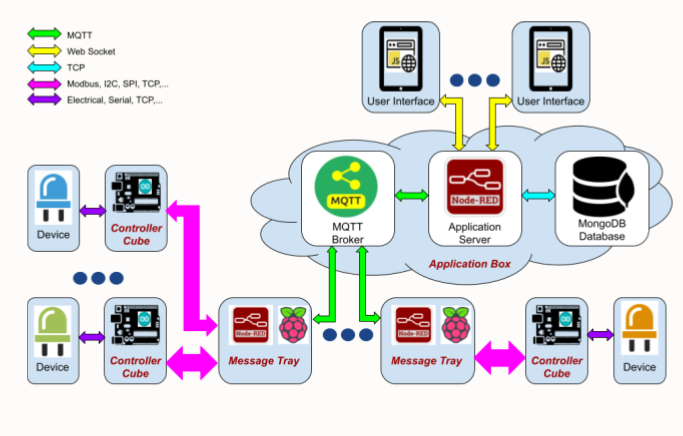 MQTT
Web Socket
TCP
Modbus, I2C, SPI, TCP,...
Electrical, Serial, TCP,...
JS
User Interface
JS
User Interface
MQTT
MQTT
Broker
Node-RED
Application
Server
MongoDB
Database
Application Box
Device
Controller
Cube
Device
Controller
Cube
Node-RED
Message Tray
Node-RED
Message Tray
Controller
Cube
Device